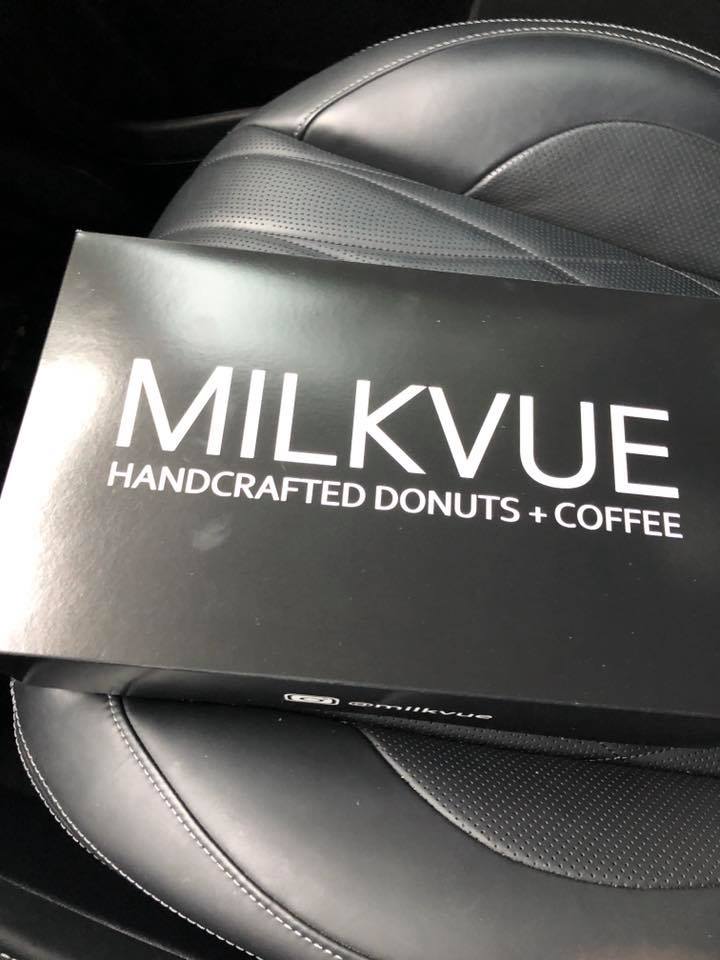 MILKVUE
HANDCRAFTED DONUTS + COFFEE
@milkvue